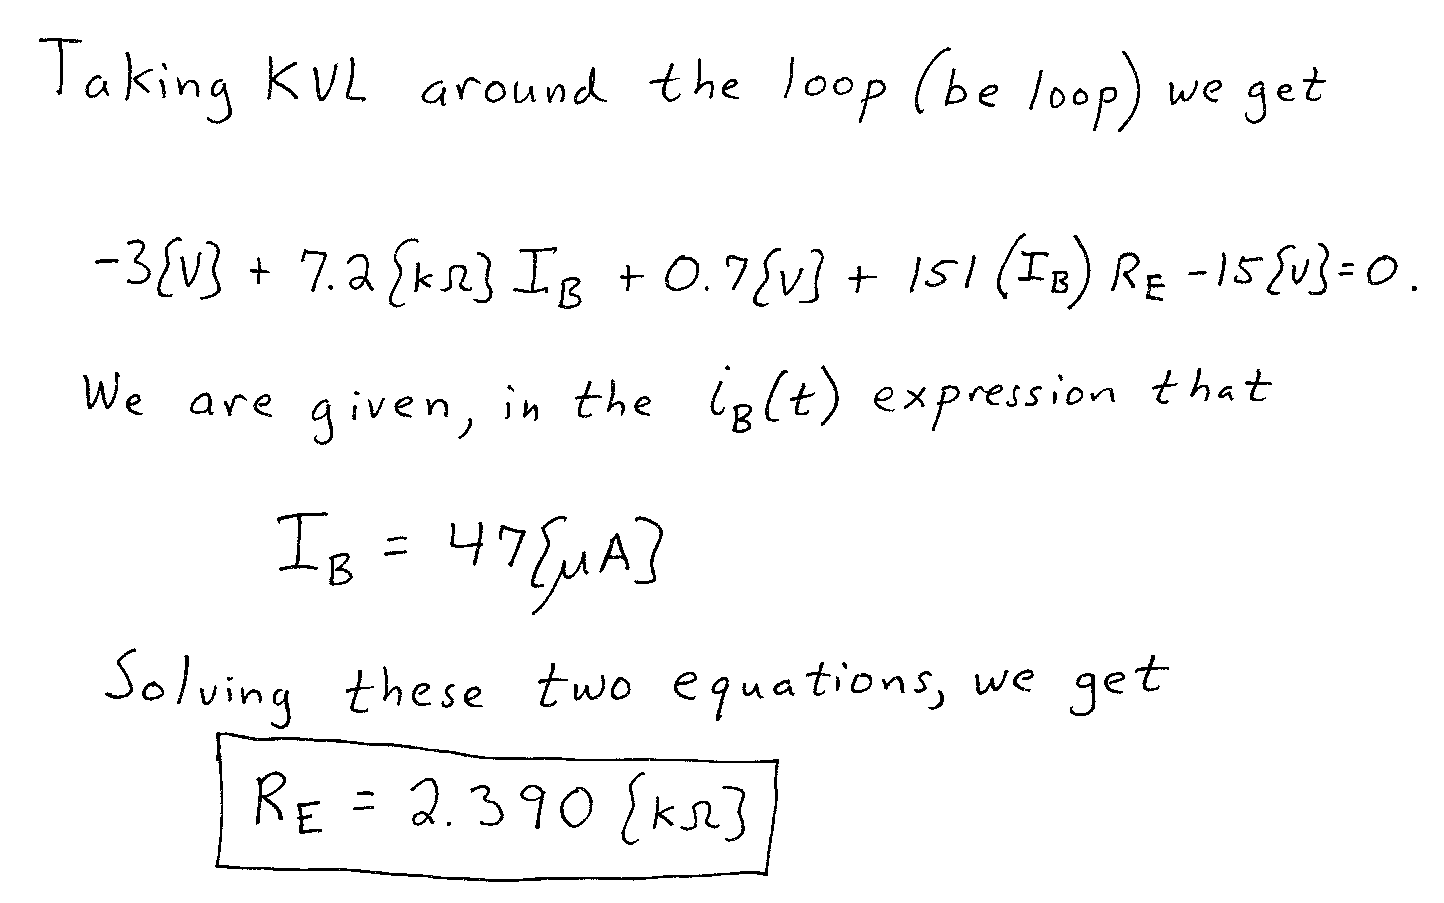 Taking KVL around the loop (be loop) we get
-3{V} + 7.2{kΩ} I_B + 0.7{V} + 151 (I_B) R_E -15{V}=0.
We are given, in the i_B(t) expression that
I_B = 47{μA}
Solving these two equations, we get
R_E = 2.390 {kΩ}